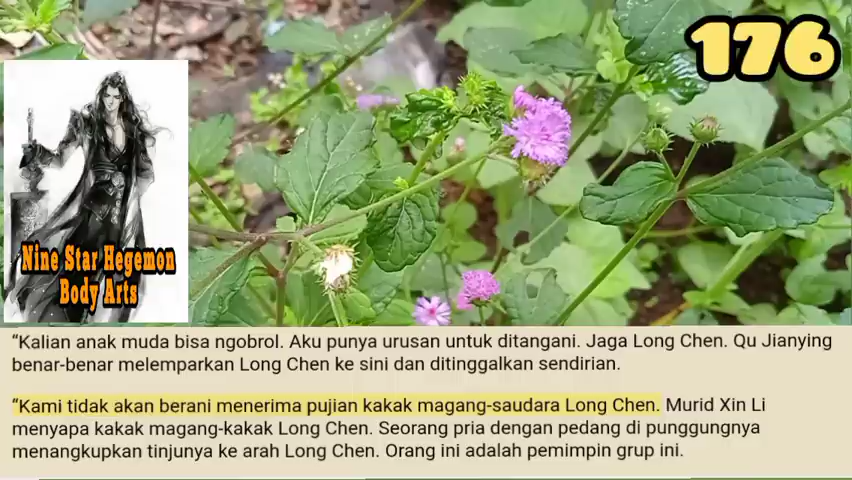 176
Nine Star Hegemon
Body Arts
“Kalian anak muda bisa ngobrol. Aku punya urusan untuk ditangani. Jaga Long Chen. Qu Jianying
benar-benar melemparkan Long Chen ke sini dan ditinggalkan sendirian.
“Kami tidak akan berani menerima pujian kakak magang-saudara Long Chen. Murid Xin Li
menyapa kakak magang-kakak Long Chen. Seorang pria dengan pedang di punggungnya
menangkupkan tinjunya ke arah Long Chen. Orang ini adalah pemimpin grup ini.